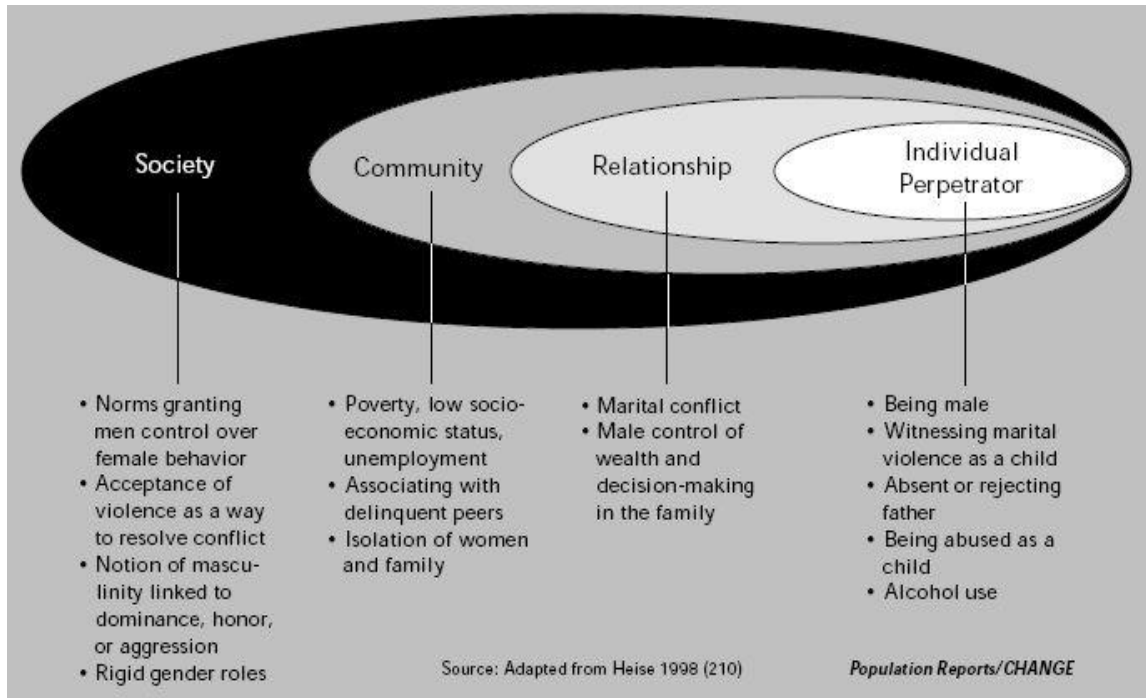 Society
Community
Relationship
Individual
Perpetrator
• Norms granting
men control over
female behavior
• Acceptance of
violence as a way
to resolve conflict
• Notion of mascu-
linity linked to
dominance, honor,
or aggression
• Rigid gender roles
• Poverty, low socio-
economic status,
unemployment
• Associating with
delinquent peers
• Isolation of women
and family
• Marital conflict
• Male control of
wealth and
decision-making
in the family
• Being male
• Witnessing marital
violence as a child
• Absent or rejecting
father
• Being abused as a
child
• Alcohol use
Source: Adapted from Heise 1998 (210)
Population Reports/CHANGE